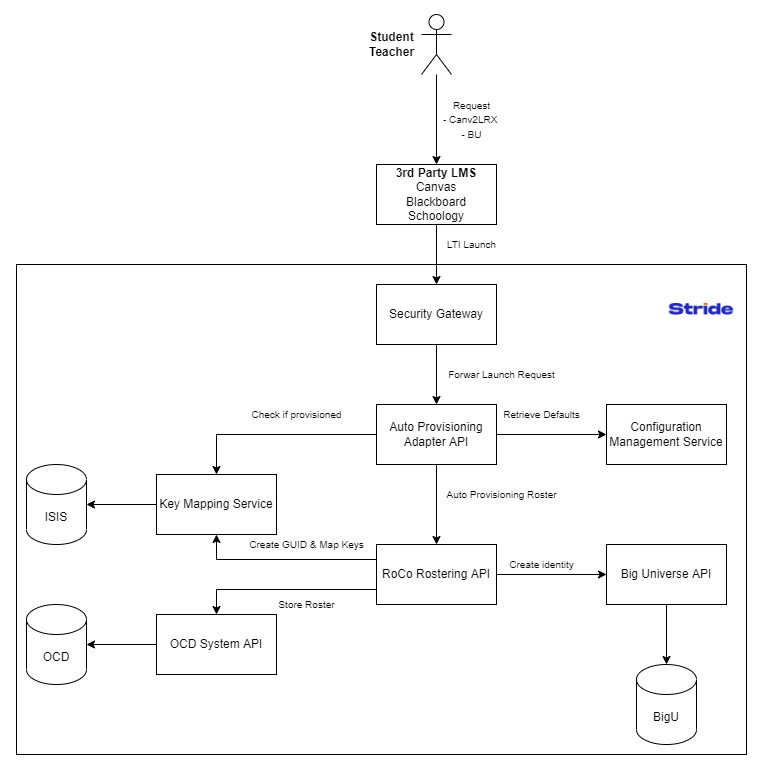 Student
Teacher
Request
- Canv2LRX
- BU
3rd Party LMS
Canvas
Blackboard
Schoology
LTI Launch
Stride
Security Gateway
Forwar Launch Request
Check if provisioned
Auto Provisioning
Adapter API
Retrieve Defaults
Configuration
Management Service
ISIS
Key Mapping Service
Auto Provisioning Roster
Create GUID & Map Keys
RoCo Rostering API
Create identity
Big Universe API
Store Roster
OCD
OCD System API
BigU